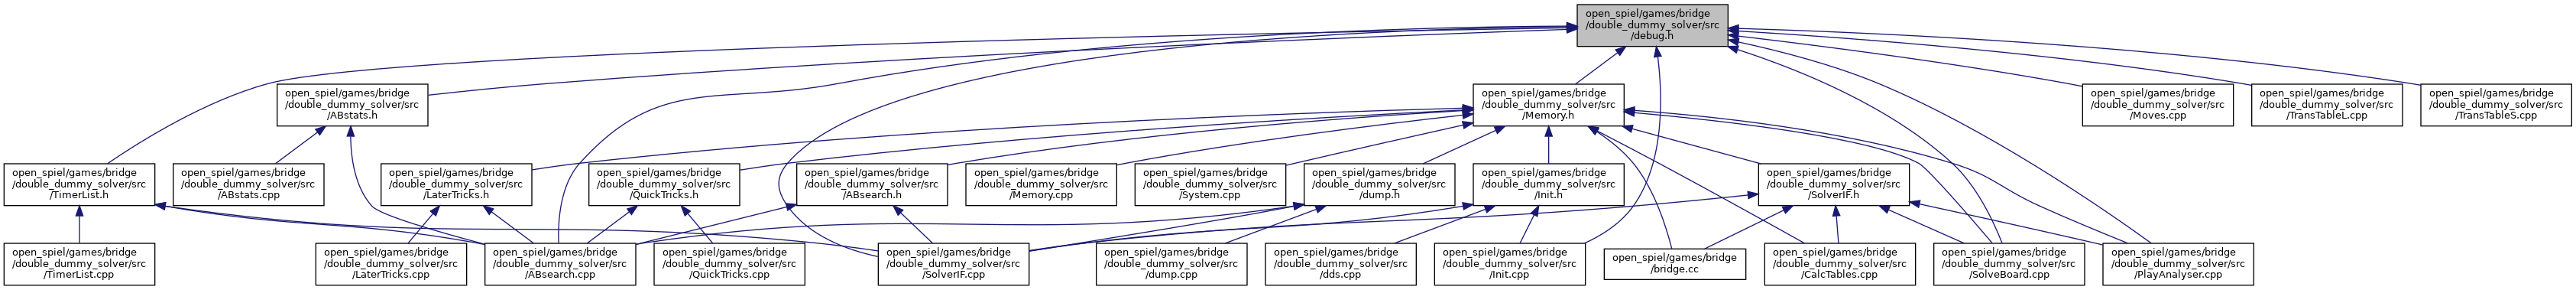 open_spiel/games/bridge
/double_dummy_solver/src
/debug.h
open_spiel/games/bridge
/double_dummy_solver/src
/ABstats.h
open_spiel/games/bridge
/double_dummy_solver/src
/Memory.h
open_spiel/games/bridge
/double_dummy_solver/src
/Moves.cpp
open_spiel/games/bridge
/double_dummy_solver/src
/TransTableL.cpp
open_spiel/games/bridge
/double_dummy_solver/src
/TransTableS.cpp
open_spiel/games/bridge
/double_dummy_solver/src
/TimerList.h
open_spiel/games/bridge
/double_dummy_solver/src
/ABstats.cpp
open_spiel/games/bridge
/double_dummy_solver/src
/LaterTricks.h
open_spiel/games/bridge
/double_dummy_solver/src
/QuickTricks.h
open_spiel/games/bridge
/double_dummy_solver/src
/ABsearch.h
open_spiel/games/bridge
/double_dummy_solver/src
/Memory.cpp
open_spiel/games/bridge
/double_dummy_solver/src
/System.cpp
open_spiel/games/bridge
/double_dummy_solver/src
/dump.h
open_spiel/games/bridge
/double_dummy_solver/src
/Init.h
open_spiel/games/bridge
/double_dummy_solver/src
/SolverIF.h
open_spiel/games/bridge
/double_dummy_solver/src
/TimerList.cpp
open_spiel/games/bridge
/double_dummy_solver/src
/LaterTricks.cpp
open_spiel/games/bridge
/double_dummy_solver/src
/ABsearch.cpp
open_spiel/games/bridge
/double_dummy_solver/src
/QuickTricks.cpp
open_spiel/games/bridge
/double_dummy_solver/src
/SolverIF.cpp
open_spiel/games/bridge
/double_dummy_solver/src
/dump.cpp
open_spiel/games/bridge
/double_dummy_solver/src
/dds.cpp
open_spiel/games/bridge
/double_dummy_solver/src
/Init.cpp
open_spiel/games/bridge
/bridge.cc
open_spiel/games/bridge
/double_dummy_solver/src
/CalcTables.cpp
open_spiel/games/bridge
/double_dummy_solver/src
/SolveBoard.cpp
open_spiel/games/bridge
/double_dummy_solver/src
/PlayAnalyser.cpp